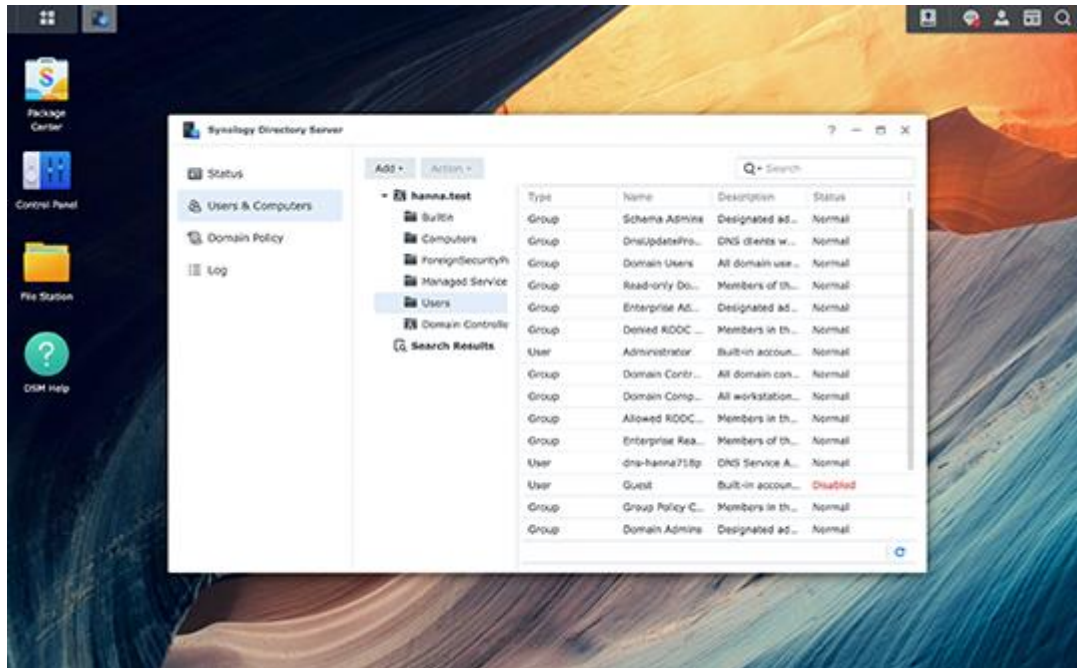 Package
Center
Control Panel
File Station
?
DSM Help
Synology Directory Server
?
Status
Users & Computers
Domain Policy
Log
Add
Action
hanna.test
Builtin
Computers
ForeignSecurityPr
Managed Service
Users
Domain Controlle
Search Results
Search
Type Name Description Status
Group Schema Admins Designated ad... Normal
Group DnsUpdatePro... DNS clients w... Normal
Group Domain Users All domain use... Normal
Group Read-only Do... Members of th... Normal
Group Enterprise Ad... Designated ad... Normal
Group Denied RODC ... Members in th... Normal
User Administrator Built-in accoun... Normal
Group Domain Contr... All domain con... Normal
Group Domain Comp... All workstation... Normal
Group Allowed RODC... Members in th... Normal
Group Enterprise Rea... Members of th... Normal
User dns-hanna718p DNS Service A... Normal
User Guest Built-in accoun... Disabled
Group Group Policy C... Members in th... Normal
Group Domain Admins Designated ad... Normal